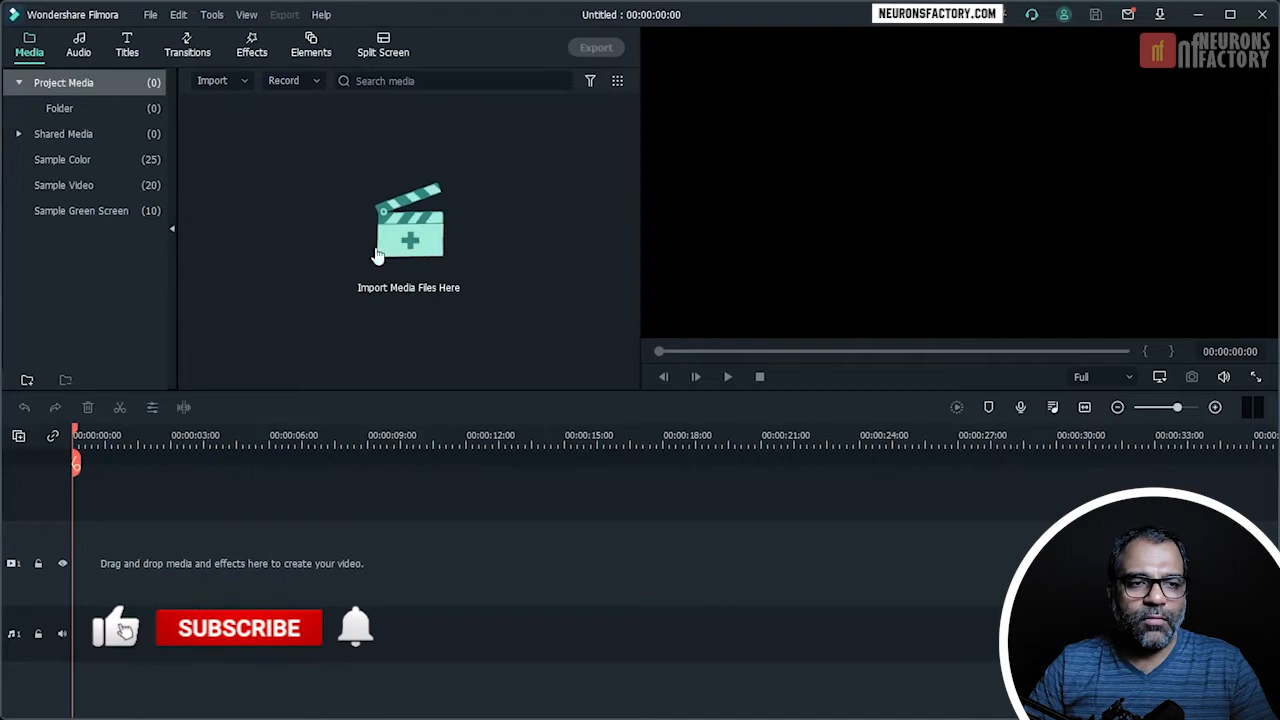 Wondershare Filmora File Edit Tools View Export Help Untitled : 00:00:00:00 NEURONSFACTORY.COM
Media Audio Titles Transitions Effects Elements Split Screen Export
nf NEURONS FACTORY
Project Media (0)
Import Record Search media
Folder (0)
Shared Media (0)
Sample Color (25)
Sample Video (20)
Sample Green Screen (10)
Import Media Files Here
{ } 00:00:00:00
Full
00:00:00:00 00:00:03:00 00:00:06:00 00:00:09:00 00:00:12:00 00:00:15:00 00:00:18:00 00:00:21:00 00:00:24:00 00:00:27:00 00:00:30:00 00:00:33:00 00:00:
1 Drag and drop media and effects here to create your video.
1
SUBSCRIBE